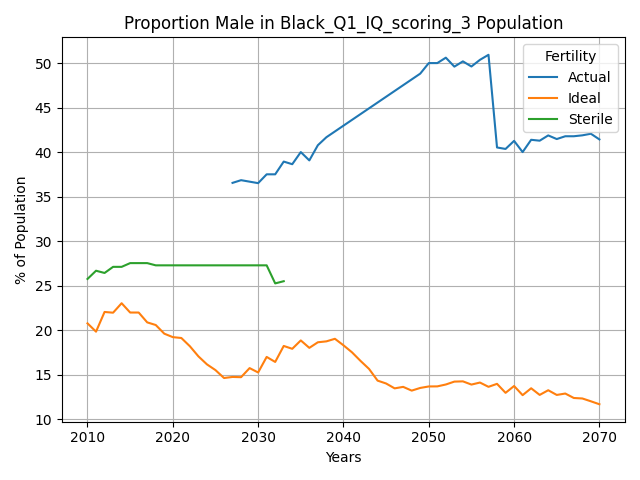 Proportion Male in Black_Q1_IQ_scoring_3 Population
Fertility
Actual
Ideal
Sterile
% of Population
50
45
40
35
30
25
20
15
10
2010 2020 2030 2040 2050 2060 2070
Years